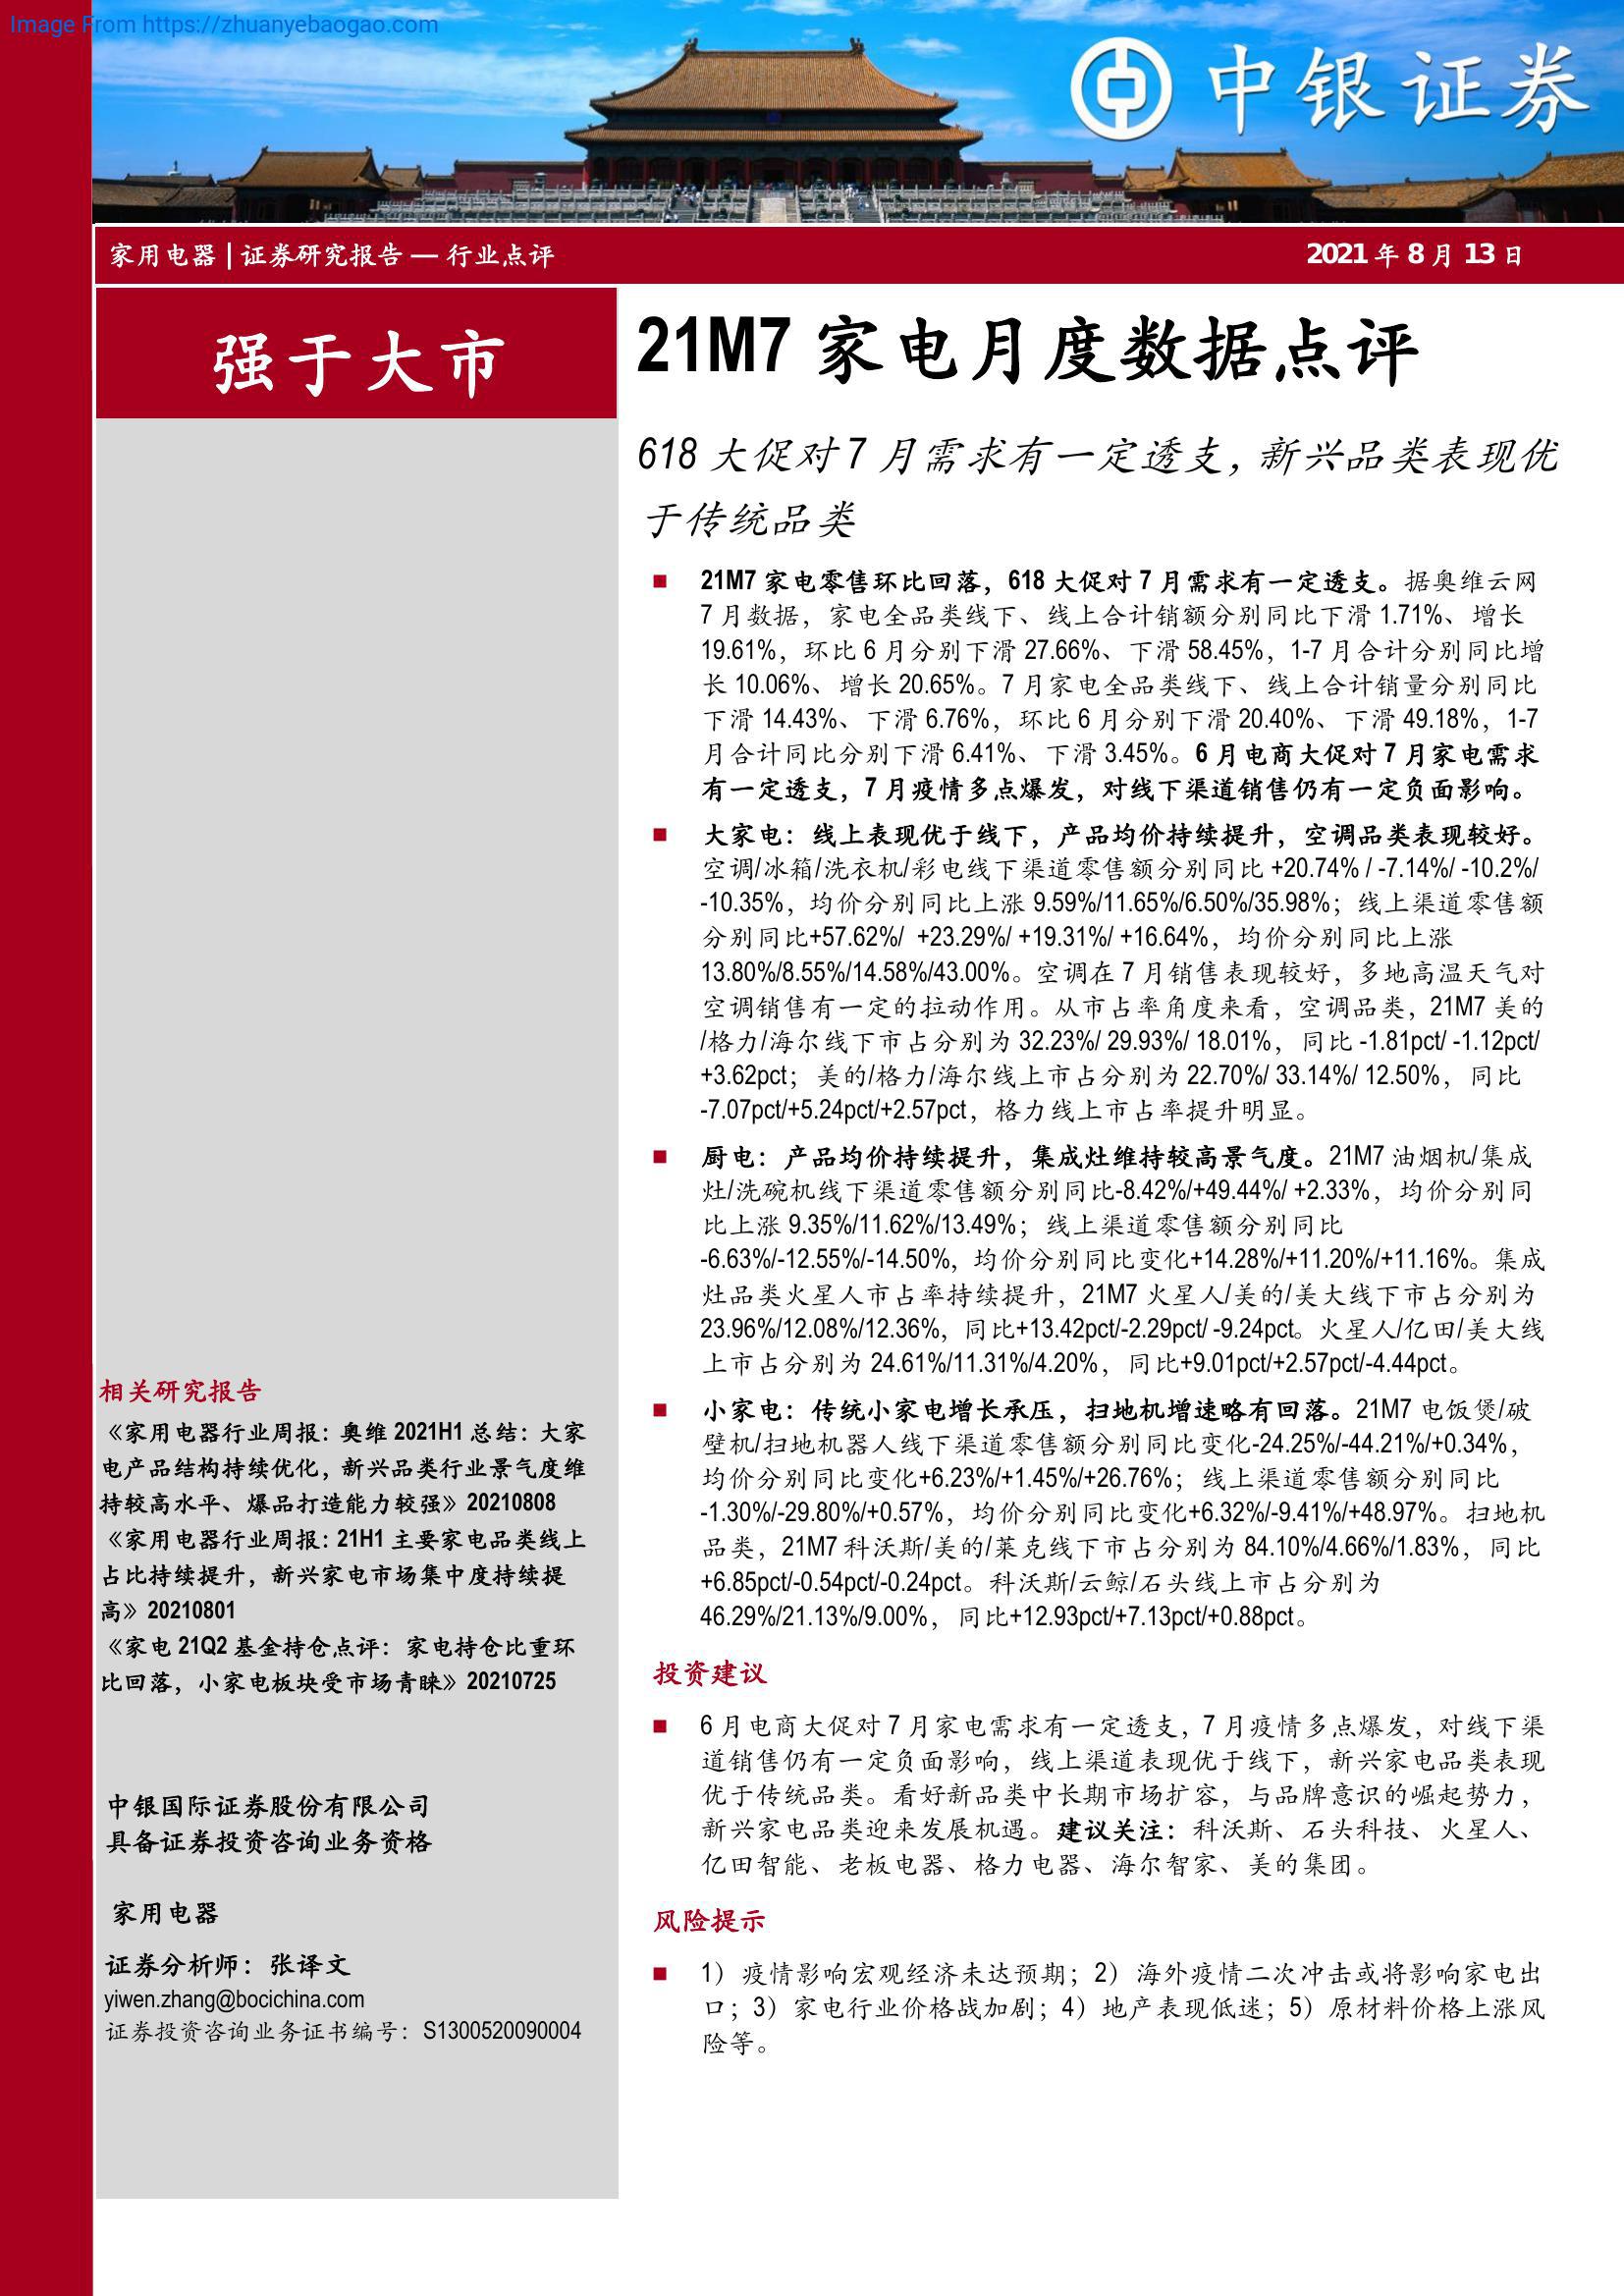 Image From https://zhuanyebaogao.com
中银证券
家用电器 | 证券研究报告 — 行业点评
2021 年 8 月 13 日
强于大市
21M7 家电月度数据点评
618 大促对 7 月需求有一定透支，新兴品类表现优
于传统品类
■ 21M7 家电零售环比回落，618 大促对 7 月需求有一定透支。据奥维云网
7 月数据，家电全品类线下、线上合计销额分别同比下滑 1.71%、增长
19.61%，环比 6 月分别下滑 27.66%、下滑 58.45%，1-7 月合计分别同比增
长 10.06%、增长 20.65%。7 月家电全品类线下、线上合计销量分别同比
下滑 14.43%、下滑 6.76%，环比 6 月分别下滑 20.40%、下滑 49.18%，1-7
月合计同比分别下滑 6.41%、下滑 3.45%。6 月电商大促对 7 月家电需求
有一定透支，7 月疫情多点爆发，对线下渠道销售仍有一定负面影响。
■ 大家电：线上表现优于线下，产品均价持续提升，空调品类表现较好。
空调/冰箱/洗衣机/彩电线下渠道零售额分别同比 +20.74% / -7.14%/ -10.2%/
-10.35%，均价分别同比上涨 9.59%/11.65%/6.50%/35.98%；线上渠道零售额
分别同比+57.62%/ +23.29%/ +19.31%/ +16.64%，均价分别同比上涨
13.80%/8.55%/14.58%/43.00%。空调在 7 月销售表现较好，多地高温天气对
空调销售有一定的拉动作用。从市占率角度来看，空调品类，21M7 美的
/格力/海尔线下市占分别为 32.23%/ 29.93%/ 18.01%，同比 -1.81pct/ -1.12pct/
+3.62pct；美的/格力/海尔线上市占分别为 22.70%/ 33.14%/ 12.50%，同比
-7.07pct/+5.24pct/+2.57pct，格力线上市占率提升明显。
■ 厨电：产品均价持续提升，集成灶维持较高景气度。21M7 油烟机/集成
灶/洗碗机线下渠道零售额分别同比-8.42%/+49.44%/ +2.33%，均价分别同
比上涨 9.35%/11.62%/13.49%；线上渠道零售额分别同比
-6.63%/-12.55%/-14.50%，均价分别同比变化+14.28%/+11.20%/+11.16%。集成
灶品类火星人市占率持续提升，21M7 火星人/美的/美大线下市占分别为
23.96%/12.08%/12.36%，同比+13.42pct/-2.29pct/ -9.24pct。火星人/亿田/美大线
上市占分别为 24.61%/11.31%/4.20%，同比+9.01pct/+2.57pct/-4.44pct。
■ 小家电：传统小家电增长承压，扫地机增速略有回落。21M7 电饭煲/破
壁机/扫地机器人线下渠道零售额分别同比变化-24.25%/-44.21%/+0.34%，
均价分别同比变化+6.23%/+1.45%/+26.76%；线上渠道零售额分别同比
-1.30%/-29.80%/+0.57%，均价分别同比变化+6.32%/-9.41%/+48.97%。扫地机
品类，21M7 科沃斯/美的/莱克线下市占分别为 84.10%/4.66%/1.83%，同比
+6.85pct/-0.54pct/-0.24pct。科沃斯/云鲸/石头线上市占分别为
46.29%/21.13%/9.00%，同比+12.93pct/+7.13pct/+0.88pct。
投资建议
■ 6 月电商大促对 7 月家电需求有一定透支，7 月疫情多点爆发，对线下渠
道销售仍有一定负面影响，线上渠道表现优于线下，新兴家电品类表现
优于传统品类。看好新品类中长期市场扩容，与品牌意识的崛起势力，
新兴家电品类迎来发展机遇。建议关注：科沃斯、石头科技、火星人、
亿田智能、老板电器、格力电器、海尔智家、美的集团。
风险提示
■ 1）疫情影响宏观经济未达预期；2）海外疫情二次冲击或将影响家电出
口；3）家电行业价格战加剧；4）地产表现低迷；5）原材料价格上涨风
险等。
相关研究报告
《家用电器行业周报：奥维 2021H1 总结：大家
电产品结构持续优化，新兴品类行业景气度维
持较高水平、爆品打造能力较强》20210808
《家用电器行业周报：21H1 主要家电品类线上
占比持续提升，新兴家电市场集中度持续提
高》20210801
《家电 21Q2 基金持仓点评：家电持仓比重环
比回落，小家电板块受市场青睐》20210725
中银国际证券股份有限公司
具备证券投资咨询业务资格
家用电器
证券分析师：张译文
yiwen.zhang@bocichina.com
证券投资咨询业务证书编号：S1300520090004